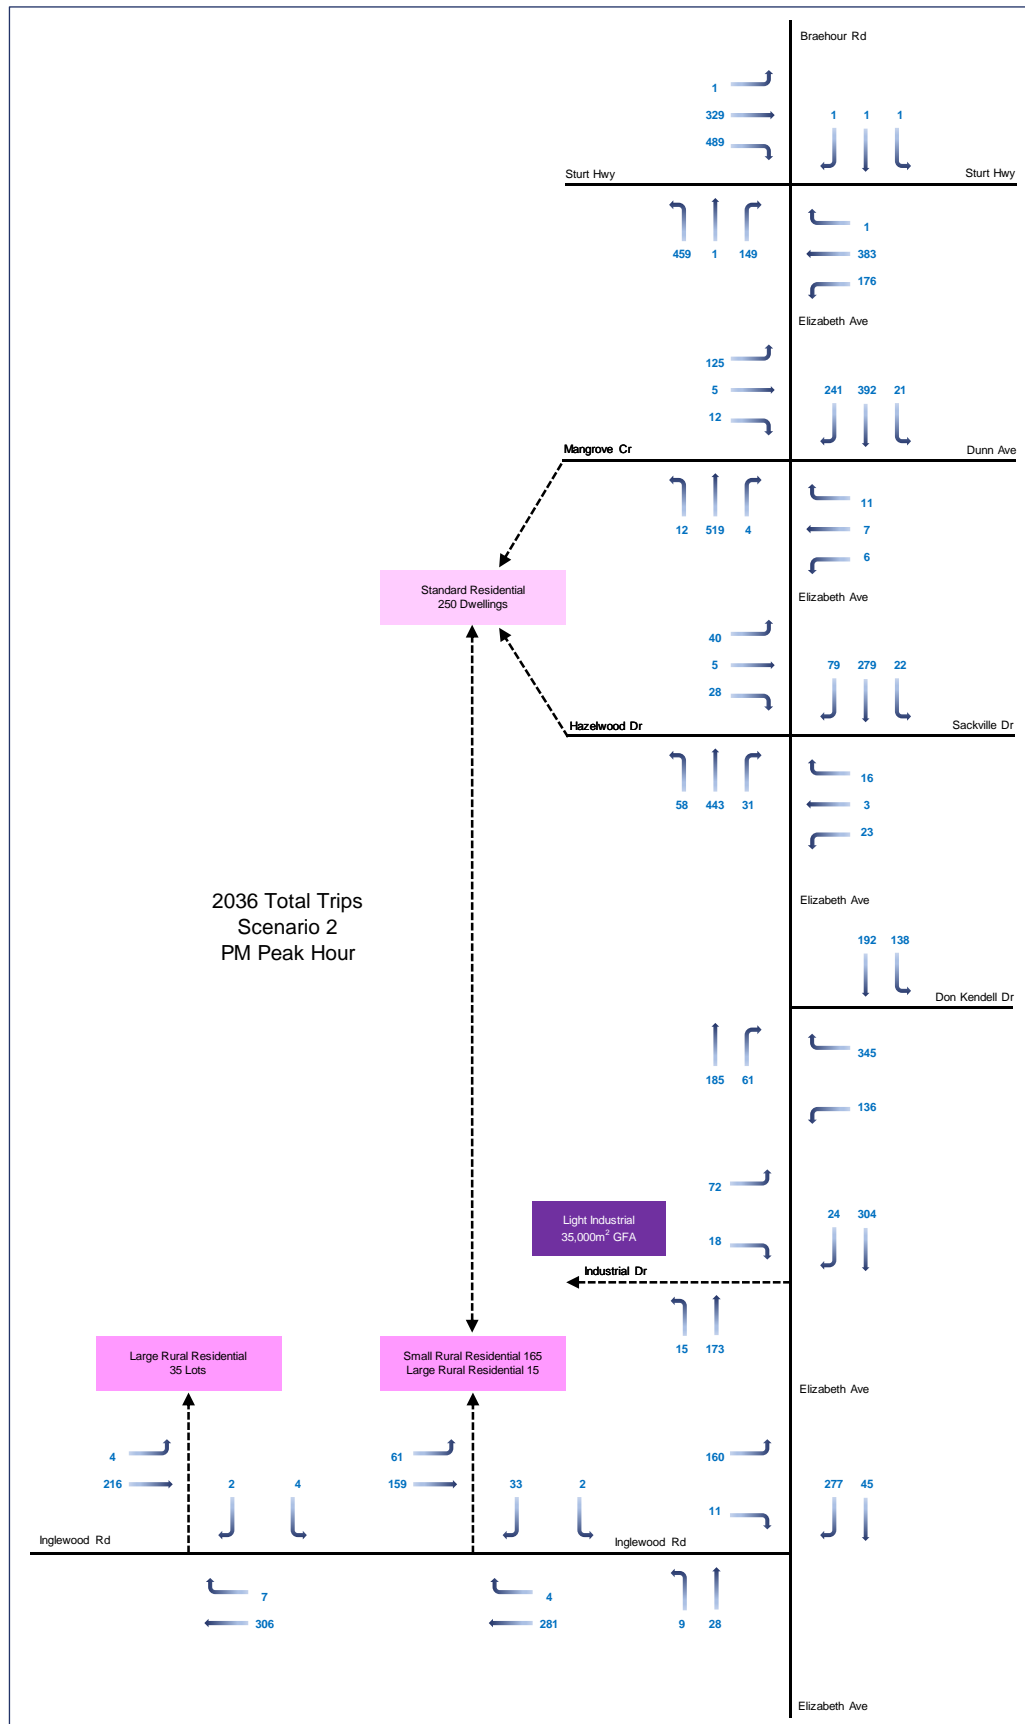 Braehour Rd
1
329
489
1 1 1
Sturt Hwy
Sturt Hwy
459 1 149
1
383
176
Elizabeth Ave
125
5
12
241 392 21
Mangrove Cr
Dunn Ave
12 519 4
11
7
6
Standard Residential
250 Dwellings
Elizabeth Ave
40
5
28
79 279 22
Hazelwood Dr
Sackville Dr
58 443 31
16
3
23
2036 Total Trips
Scenario 2
PM Peak Hour
Elizabeth Ave
192 138
Don Kendell Dr
185 61
345
136
72
18
Light Industrial
35,000m² GFA
24 304
Industrial Dr
15 173
Large Rural Residential
35 Lots
Small Rural Residential 165
Large Rural Residential 15
Elizabeth Ave
4
216
2 4
61
159
33 2
160
11
277 45
Inglewood Rd
Inglewood Rd
7
306
4
281
9 28
Elizabeth Ave